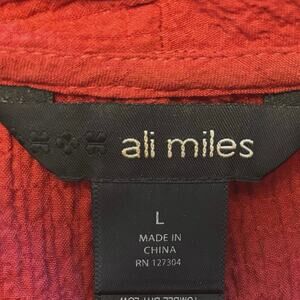 ali miles
L
MADE IN
CHINA
RN 127304